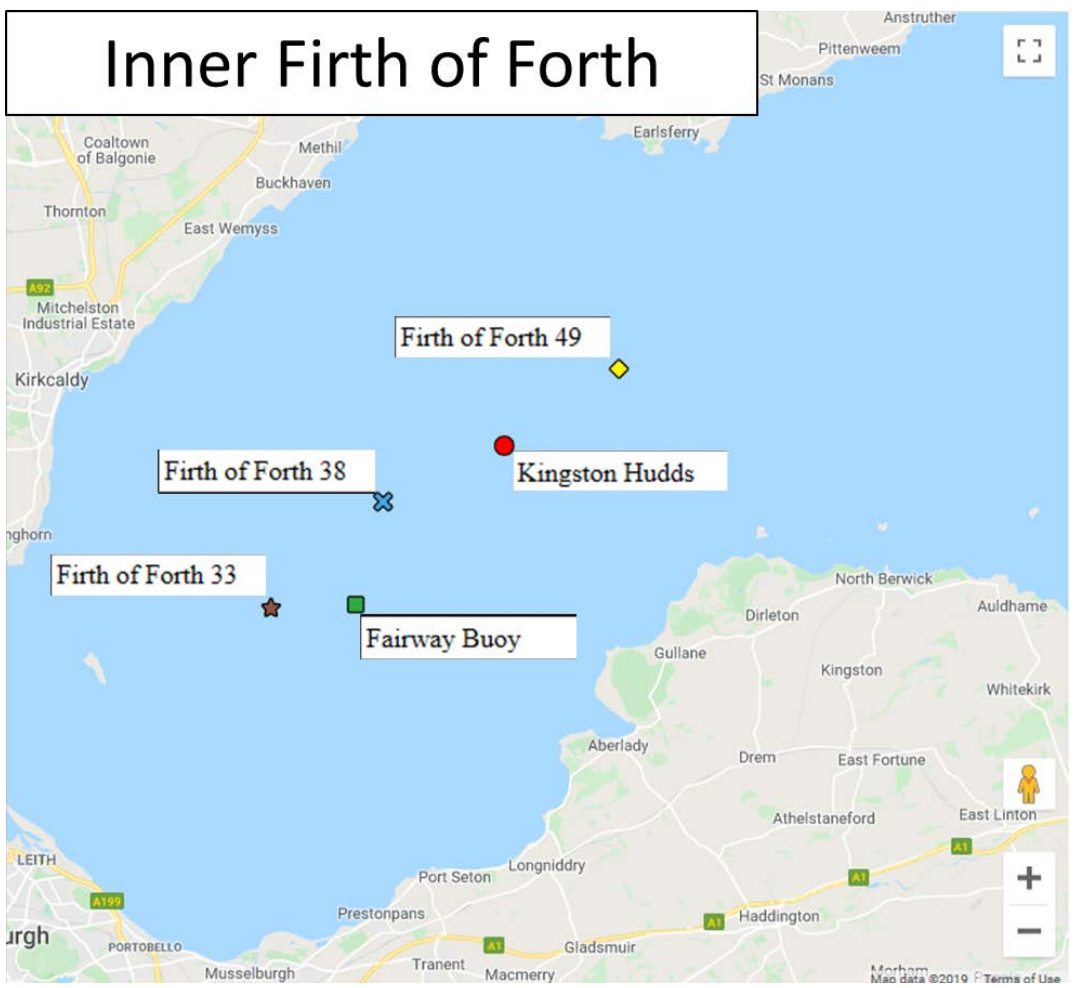 Inner Firth of Forth
Anstruther
Pittenweem
St Monans
Earlsferry
Coaltown
of Balgonie
Methil
Buckhaven
Thornton
East Wemyss
A92
Mitchelston
Industrial Estate
Firth of Forth 49
Kirkcaldy
Firth of Forth 38
Kingston Hudds
nghorn
Firth of Forth 33
North Berwick
Auldhame
Dirleton
Fairway Buoy
Gullane
Kingston
Whitekirk
Aberlady
Drem
East Fortune
Athelstaneford
East Linton
A1
LEITH
Longniddry
Port Seton
A1
A199
Prestonpans
Haddington
A1
urgh
PORTOBELLO
A1
Gladsmuir
Tranent
Musselburgh
Macmerry
Morham
Map data ©2019
Terms of Use